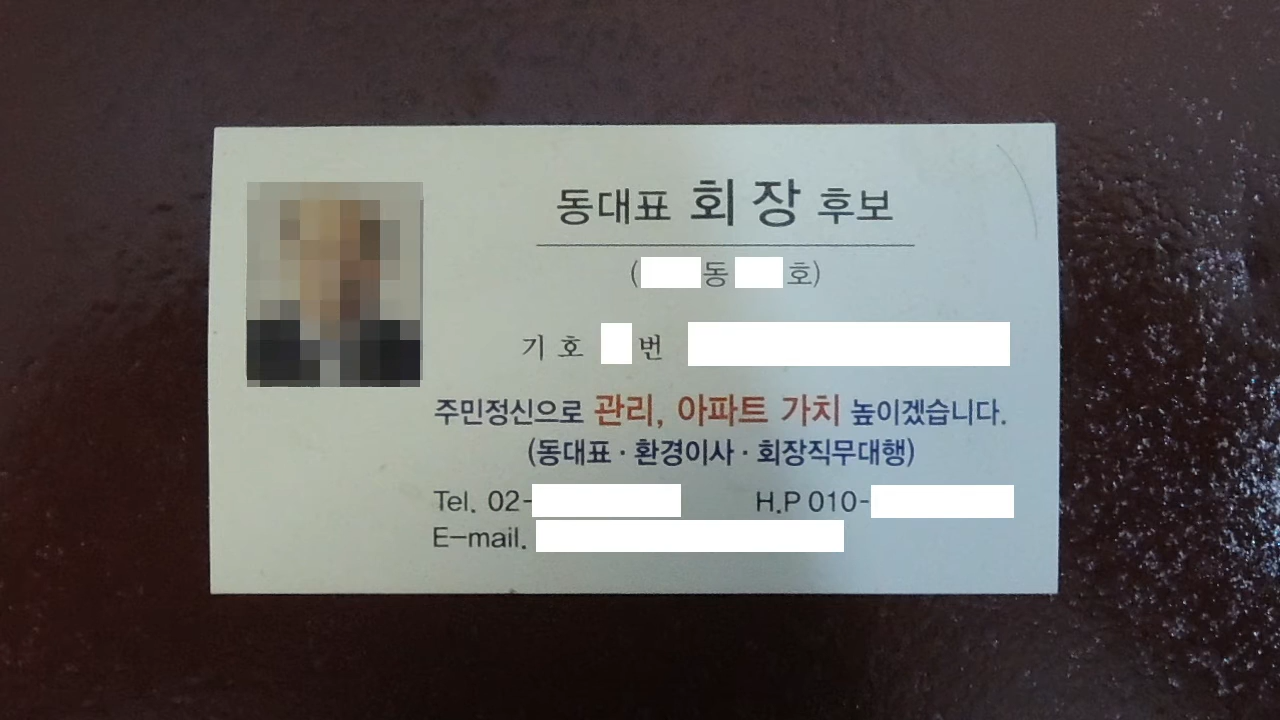 동대표 회장 후보
( 동 호)
기호 번
주민정신으로 관리, 아파트 가치 높이겠습니다.
(동대표 · 환경이사 · 회장직무대행)
Tel. 02- H.P 010-
E-mail.